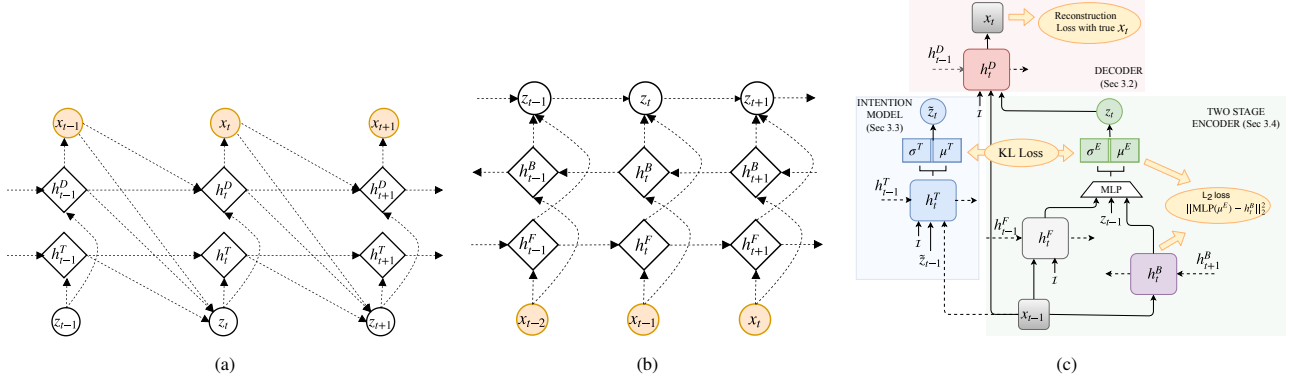 x_{t-1} x_t x_{t+1}
h^D_{t-1} h^D_t h^D_{t+1}
h^T_{t-1} h^T_t h^T_{t+1}
z_{t-1} z_t z_{t+1}
(a)
z_{t-1} z_t z_{t+1}
h^B_{t-1} h^B_t h^B_{t+1}
h^F_{t-1} h^F_t h^F_{t+1}
x_{t-2} x_{t-1} x_t
(b)
x_t
Reconstruction
Loss with true x_t
h^D_{t-1}
h^D_t
DECODER
(Sec 3.2)
I
INTENTION
MODEL
(Sec 3.3)
z̃_t
z_t
TWO STAGE
ENCODER (Sec 3.4)
σ^T μ^T
KL Loss
σ^E μ^E
MLP
L₂ loss
||MLP(μ^E) − h^B_t||²₂
h^T_{t-1}
h^T_t
z_{t-1}
h^F_{t-1}
h^F_t
I
z̃_{t-1}
I
h^B_t
h^B_{t+1}
x_{t-1}
(c)